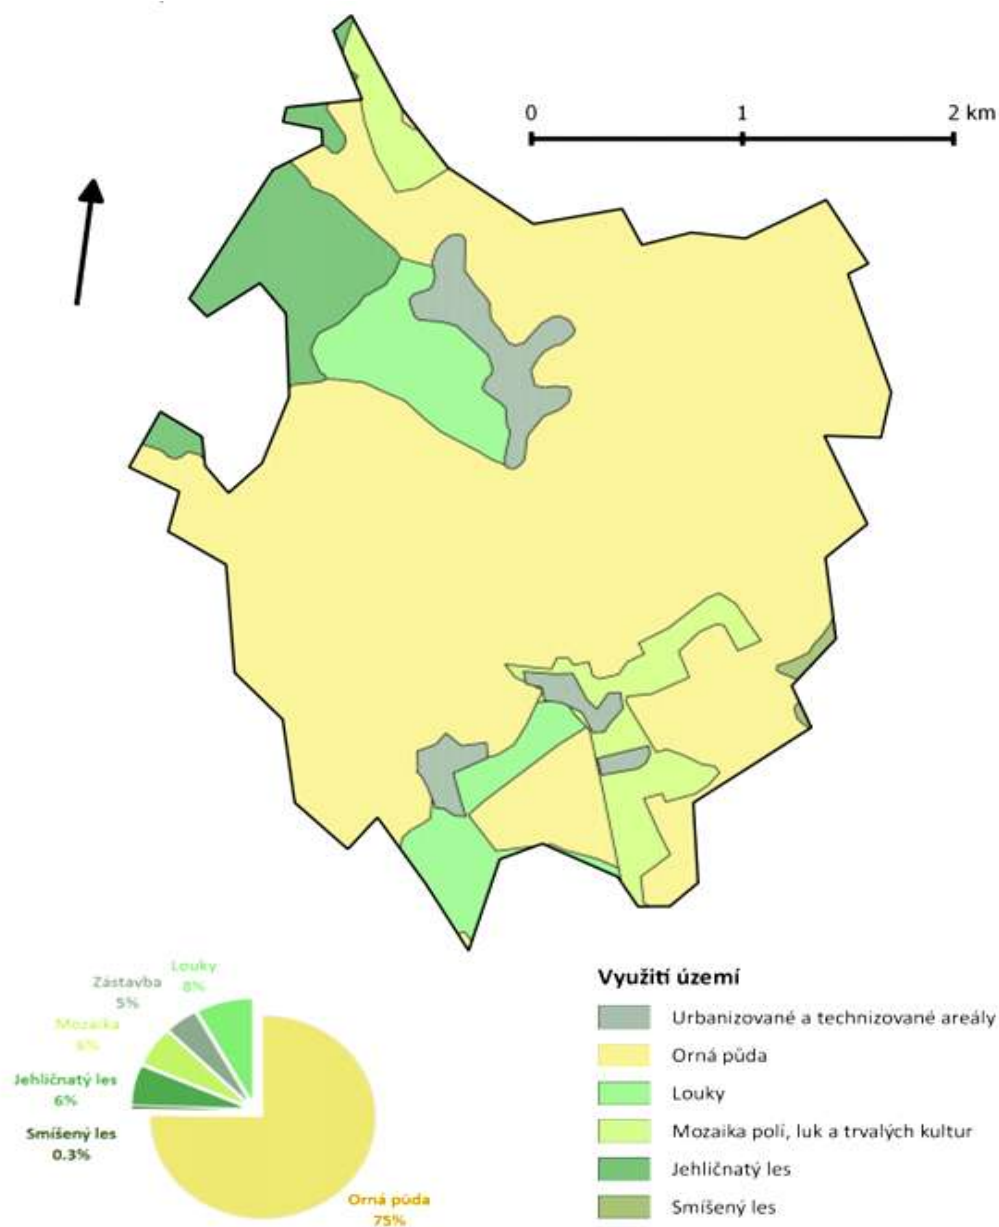 0 1 2 km
Louky
8%
Zástavba
5%
Mozaika
6%
Jehličnatý les
6%
Smíšený les
0.3%
Orná půda
75%
Využití území
Urbanizované a technizované areály
Orná půda
Louky
Mozaika polí, luk a trvalých kultur
Jehličnatý les
Smíšený les